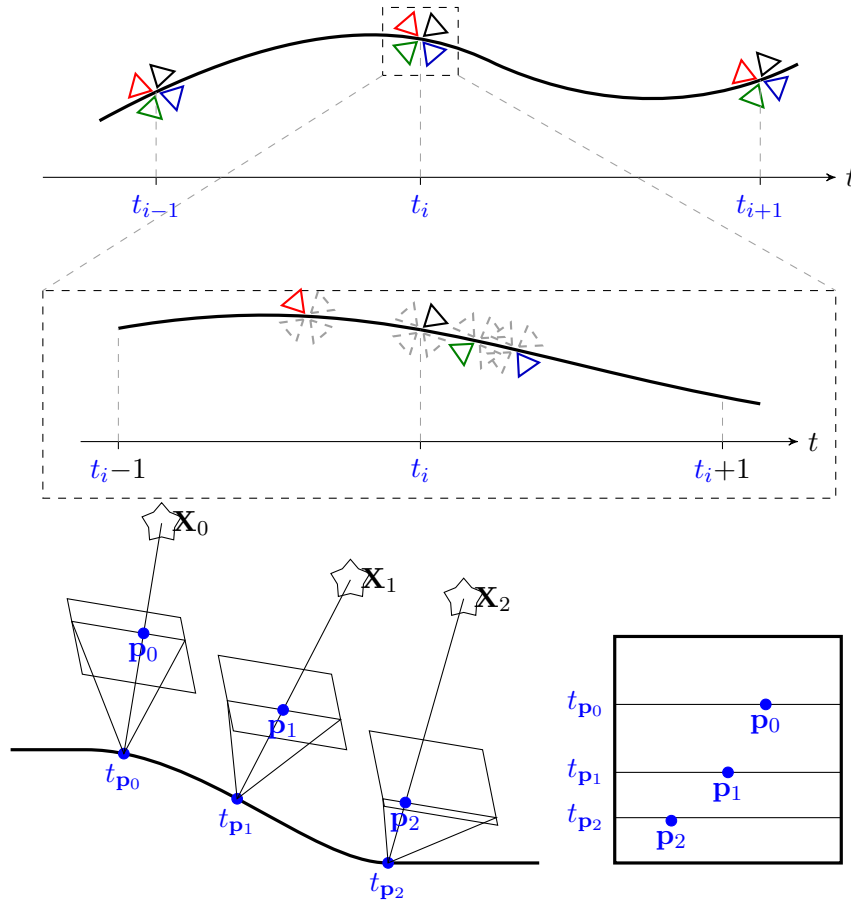 t
t_{i−1} t_i t_{i+1}
t
t_i−1 t_i t_i+1
X_0
X_1
X_2
p_0
p_1
p_2
t_{p_0}
t_{p_1}
t_{p_2}
t_{p_0}
p_0
t_{p_1}
p_1
t_{p_2}
p_2